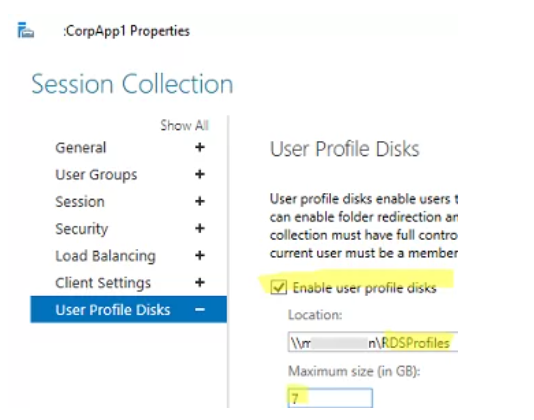 :CorpApp1 Properties
Session Collection
Show All
General +
User Groups +
Session +
Security +
Load Balancing +
Client Settings +
User Profile Disks –
User Profile Disks
User profile disks enable users t
can enable folder redirection an
collection must have full contro
current user must be a member
Enable user profile disks
Location:
\\m n\RDSProfiles
Maximum size (in GB):
7